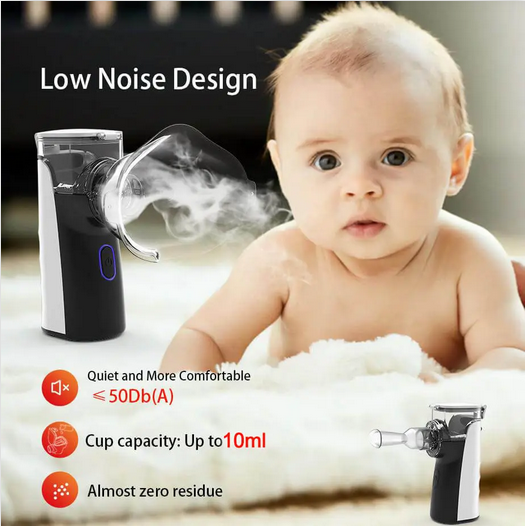 Low Noise Design
Quiet and More Comfortable
≤50Db(A)
Cup capacity: Up to10ml
Almost zero residue